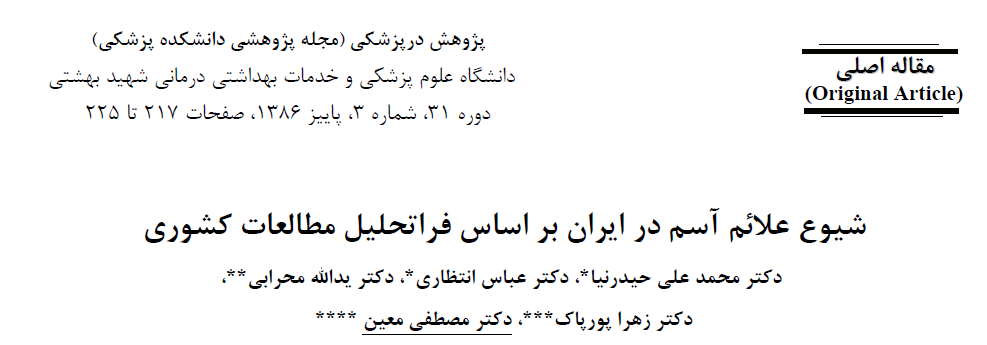 پژوهش درپزشکی (مجله پژوهشی دانشکده پزشکی)
دانشگاه علوم پزشکی و خدمات بهداشتی درمانی شهید بهشتی
دوره ۳۱، شماره ۳، پاییز ۱۳۸۶، صفحات ۲۱۷ تا ۲۲۵
مقاله اصلی
(Original Article)
شیوع علائم آسم در ایران بر اساس فراتحلیل مطالعات کشوری
دکتر محمد علی حیدرنیا*، دکتر عباس انتظاری*، دکتر یدالله محرابی**،
دکتر زهرا پورپاک***، دکتر مصطفی معین ****